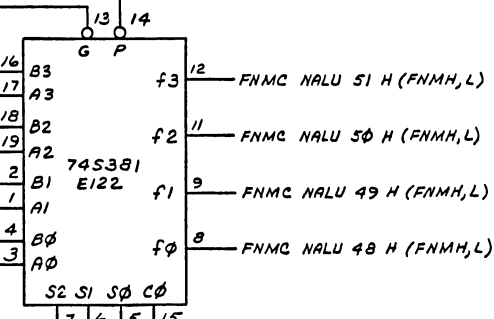 13 14
G P
16 B3
f3 12 FNMC NALU 51 H (FNMH,L)
17 A3
18 B2
f2 11 FNMC NALU 5Ø H (FNMH,L)
19 A2
74S381
2 B1
E122
f1 9 FNMC NALU 49 H (FNMH,L)
1 A1
4 BØ
fØ 8 FNMC NALU 48 H (FNMH,L)
3 AØ
S2 S1 SØ CØ
7 6 5 15